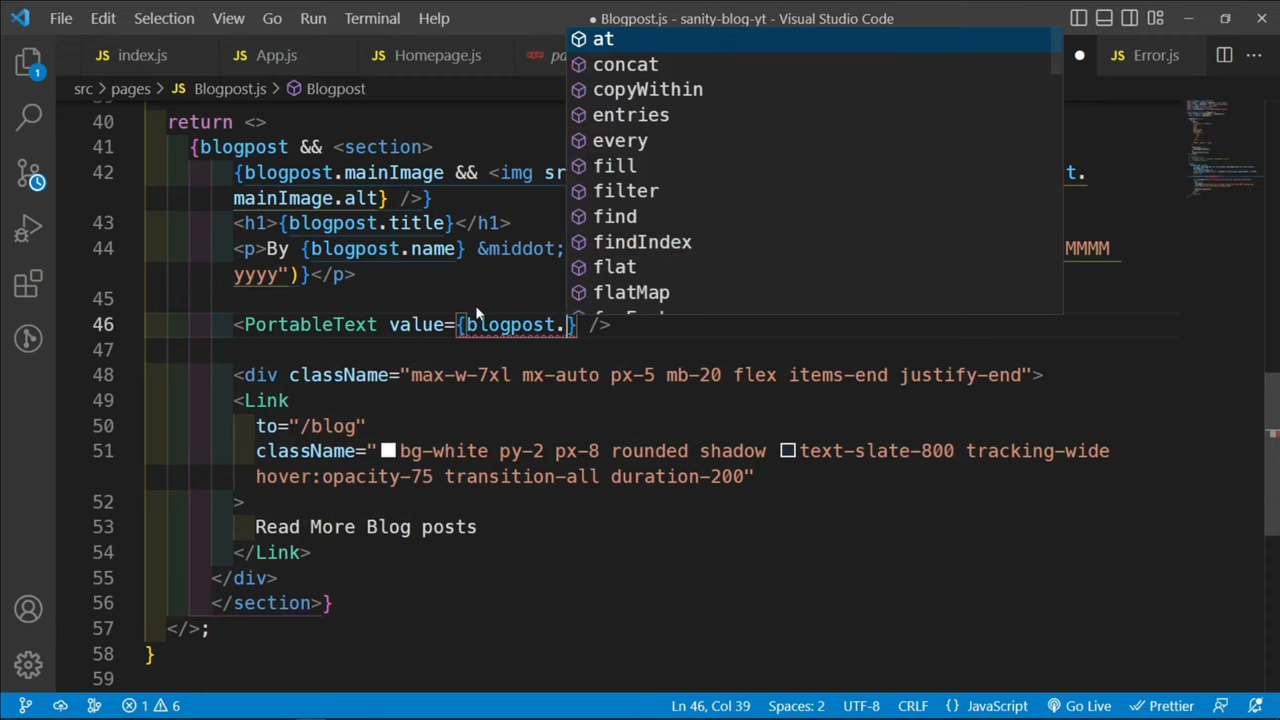 File Edit Selection View Go Run Terminal Help ● Blogpost.js - sanity-blog-yt - Visual Studio Code
JS index.js JS App.js JS Homepage.js JS Error.js
src > pages > JS Blogpost.js > Blogpost
at
concat
copyWithin
entries
every
fill
filter
find
findIndex
flat
flatMap
40 return <>
41 {blogpost && <section>
42 {blogpost.mainImage && <img
mainImage.alt} />}
43 <h1>{blogpost.title}</h1>
44 <p>By {blogpost.name} &middot; MMMM
yyyy")}</p>
45
46 <PortableText value={blogpost.} />
47
48 <div className="max-w-7xl mx-auto px-5 mb-20 flex items-end justify-end">
49 <Link
50 to="/blog"
51 className="bg-white py-2 px-8 rounded shadow text-slate-800 tracking-wide
hover:opacity-75 transition-all duration-200"
52 >
53 Read More Blog posts
54 </Link>
55 </div>
56 </section>}
57 </>;
58 }
59
1 6 Ln 46, Col 39 Spaces: 2 UTF-8 CRLF {} JavaScript Go Live Prettier